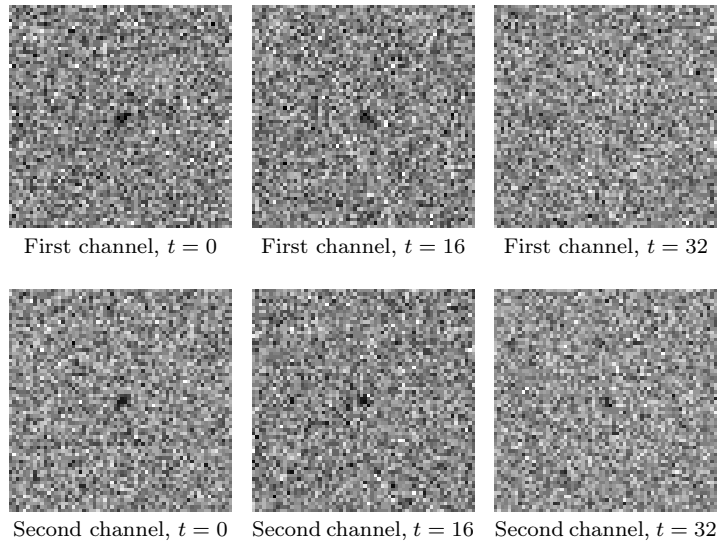 First channel, t = 0
First channel, t = 16
First channel, t = 32
Second channel, t = 0
Second channel, t = 16
Second channel, t = 32